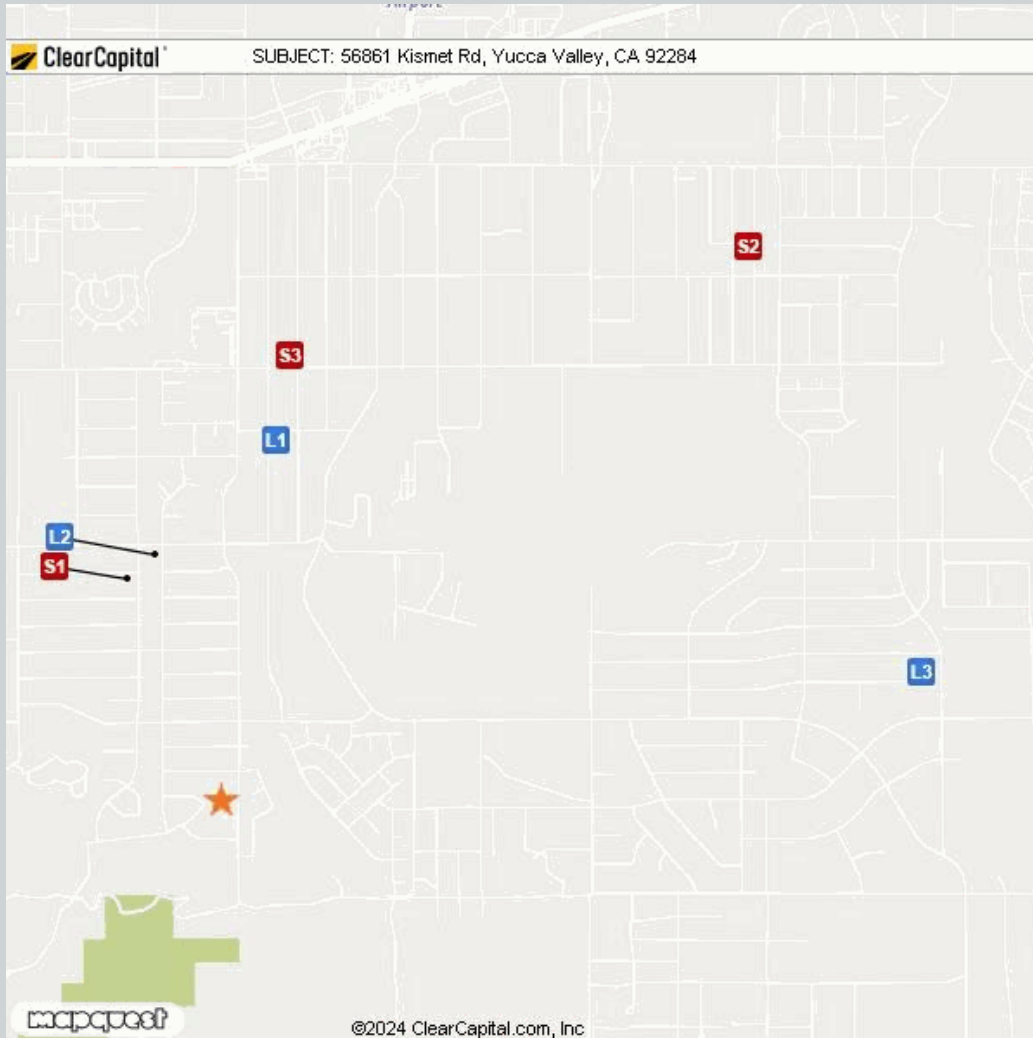 Airport
ClearCapital
SUBJECT: 56861 Kismet Rd, Yucca Valley, CA 92284
S2
S3
L1
L2
S1
L3
mapquest
©2024 ClearCapital.com, Inc